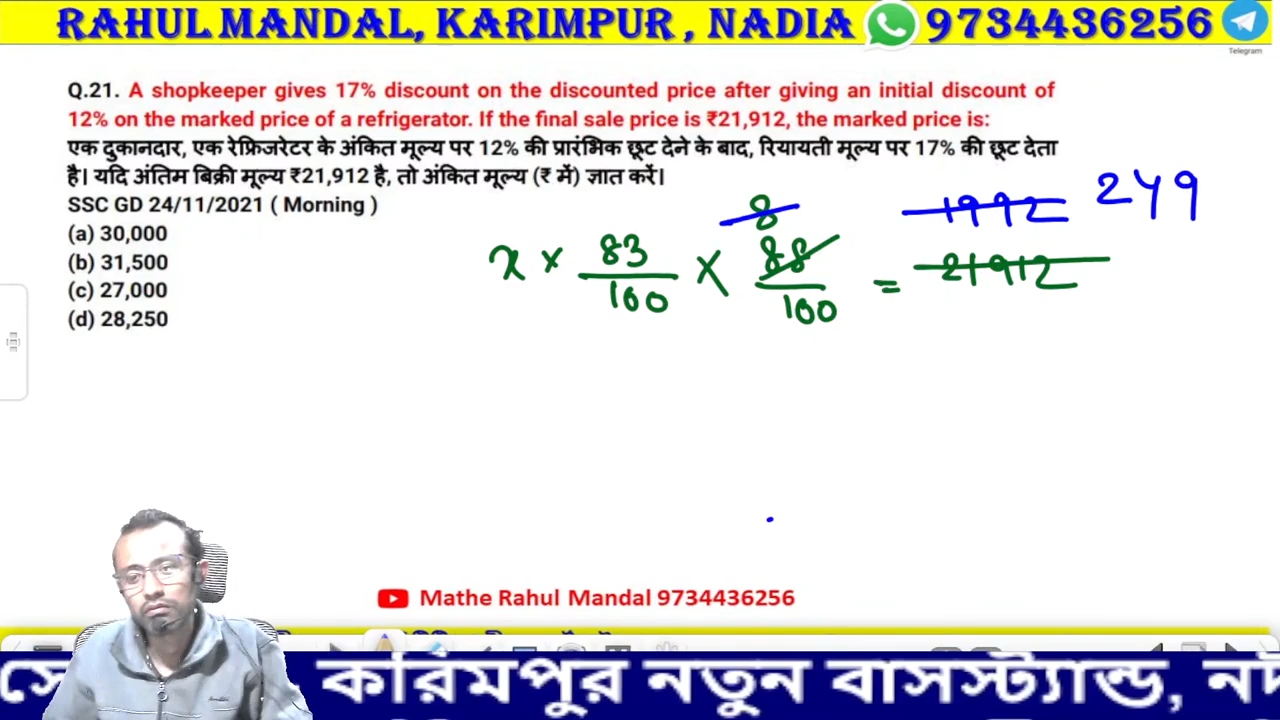 RAHUL MANDAL, KARIMPUR , NADIA 9734436256
Telegram
Q.21. A shopkeeper gives 17% discount on the discounted price after giving an initial discount of
12% on the marked price of a refrigerator. If the final sale price is ₹21,912, the marked price is:
एक दुकानदार, एक रेफ्रिजरेटर के अंकित मूल्य पर 12% की प्रारंभिक छूट देने के बाद, रियायती मूल्य पर 17% की छूट देता
है। यदि अंतिम बिक्री मूल्य ₹21,912 है, तो अंकित मूल्य (₹ में) ज्ञात करें।
SSC GD 24/11/2021 ( Morning )
(a) 30,000
(b) 31,500
(c) 27,000
(d) 28,250
8 1992 249
x × 83/100 × 88/100 = 21912
Mathe Rahul Mandal 9734436256
করিমপুর নতুন বাসস্ট্যান্ড,